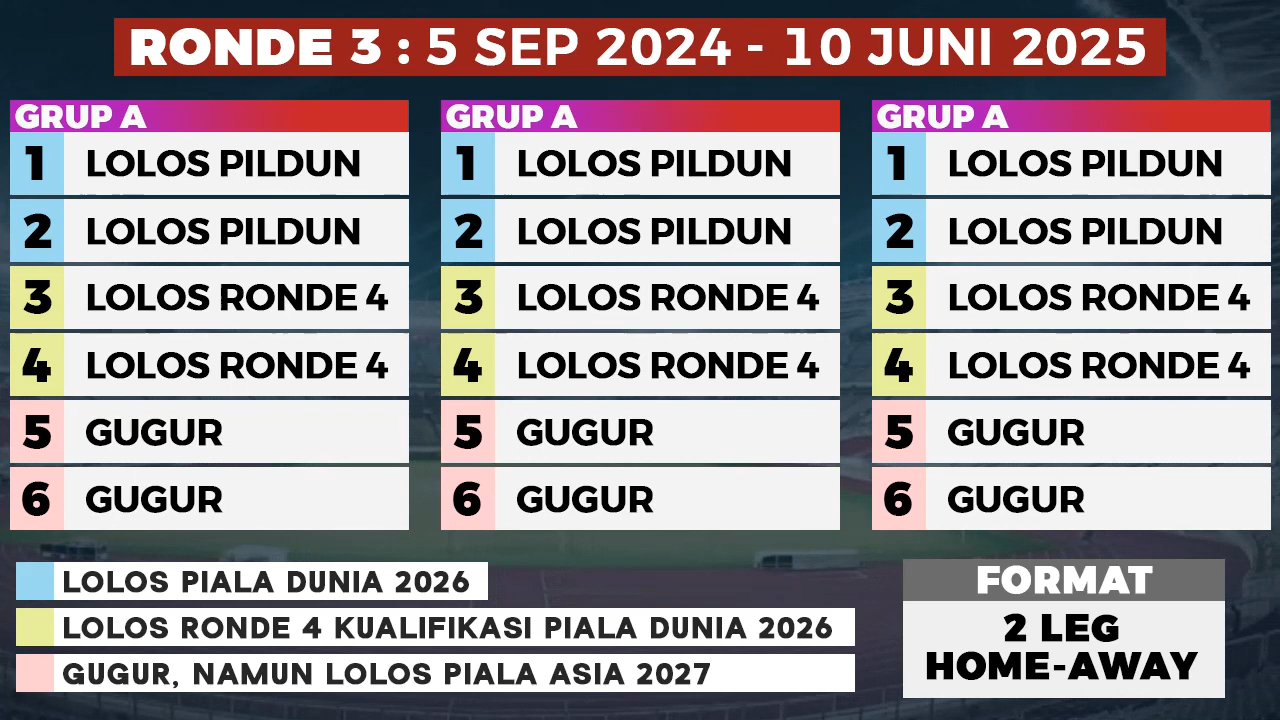 RONDE 3 : 5 SEP 2024 - 10 JUNI 2025
GRUP A
1 LOLOS PILDUN
2 LOLOS PILDUN
3 LOLOS RONDE 4
4 LOLOS RONDE 4
5 GUGUR
6 GUGUR
GRUP A
1 LOLOS PILDUN
2 LOLOS PILDUN
3 LOLOS RONDE 4
4 LOLOS RONDE 4
5 GUGUR
6 GUGUR
GRUP A
1 LOLOS PILDUN
2 LOLOS PILDUN
3 LOLOS RONDE 4
4 LOLOS RONDE 4
5 GUGUR
6 GUGUR
LOLOS PIALA DUNIA 2026
LOLOS RONDE 4 KUALIFIKASI PIALA DUNIA 2026
GUGUR, NAMUN LOLOS PIALA ASIA 2027
FORMAT
2 LEG
HOME-AWAY